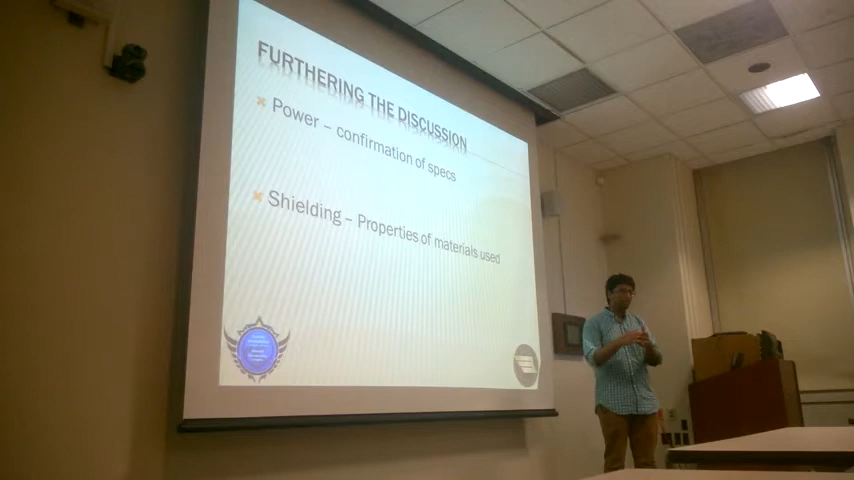 FURTHERING THE DISCUSSION
Power – confirmation of specs
Shielding – Properties of materials used